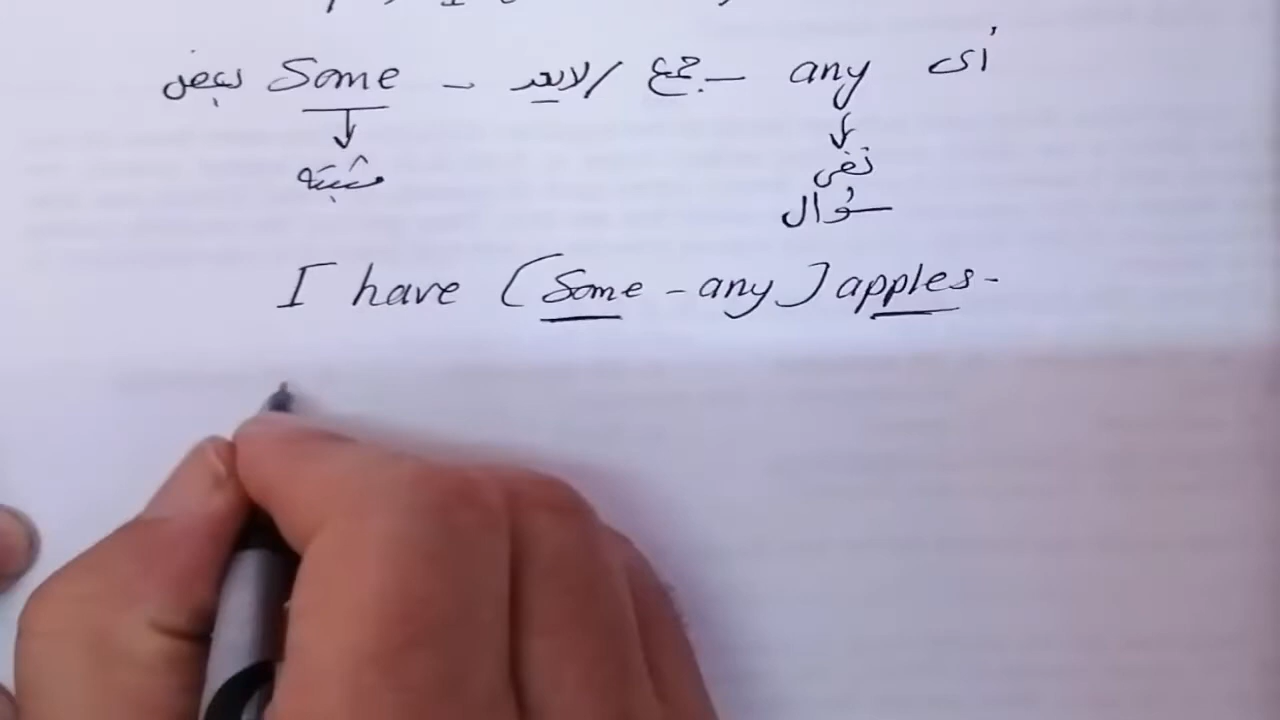 بعض Some - جمع / لا يعد - any أى
مثبته نفى
سؤال
I have (Some - any) apples-